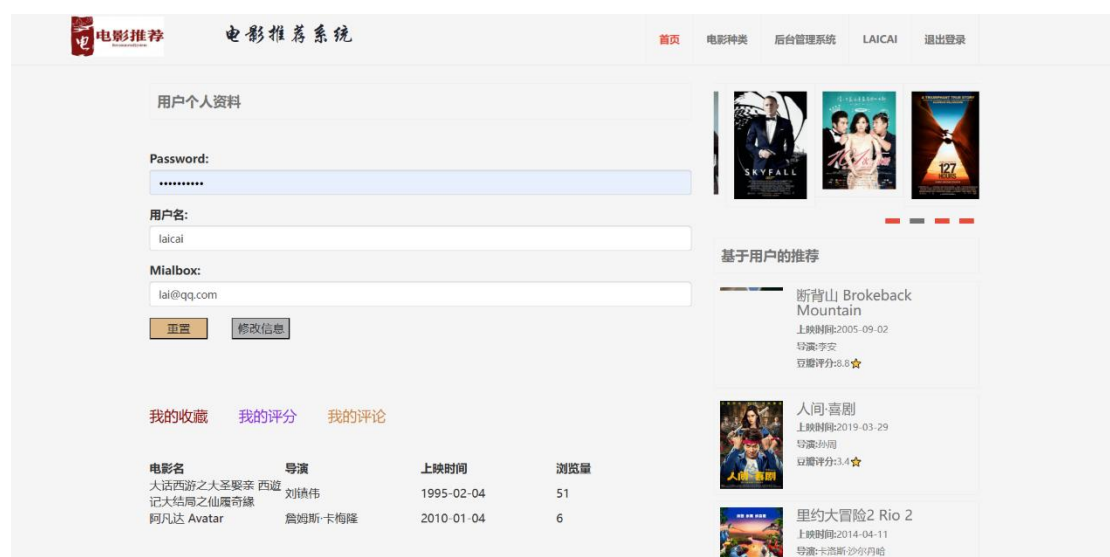 电影推荐
电影推荐系统
首页
电影种类
后台管理系统
LAICAI
退出登录
用户个人资料
Password:
••••••••••
用户名:
laicai
Mialbox:
lai@qq.com
重置
修改信息
我的收藏
我的评分
我的评论
电影名 导演 上映时间 浏览量
大话西游之大圣娶亲 西遊
记大结局之仙履奇緣 刘镇伟 1995-02-04 51
阿凡达 Avatar 詹姆斯·卡梅隆 2010-01-04 6
SKYFALL
127
HOURS
基于用户的推荐
断背山 Brokeback
Mountain
上映时间:2005-09-02
导演:李安
豆瓣评分:8.8
人间·喜剧
人间·喜剧
上映时间:2019-03-29
导演:孙周
豆瓣评分:3.4
里约大冒险2 Rio 2
上映时间:2014-04-11
导演:卡洛斯·沙尔丹哈